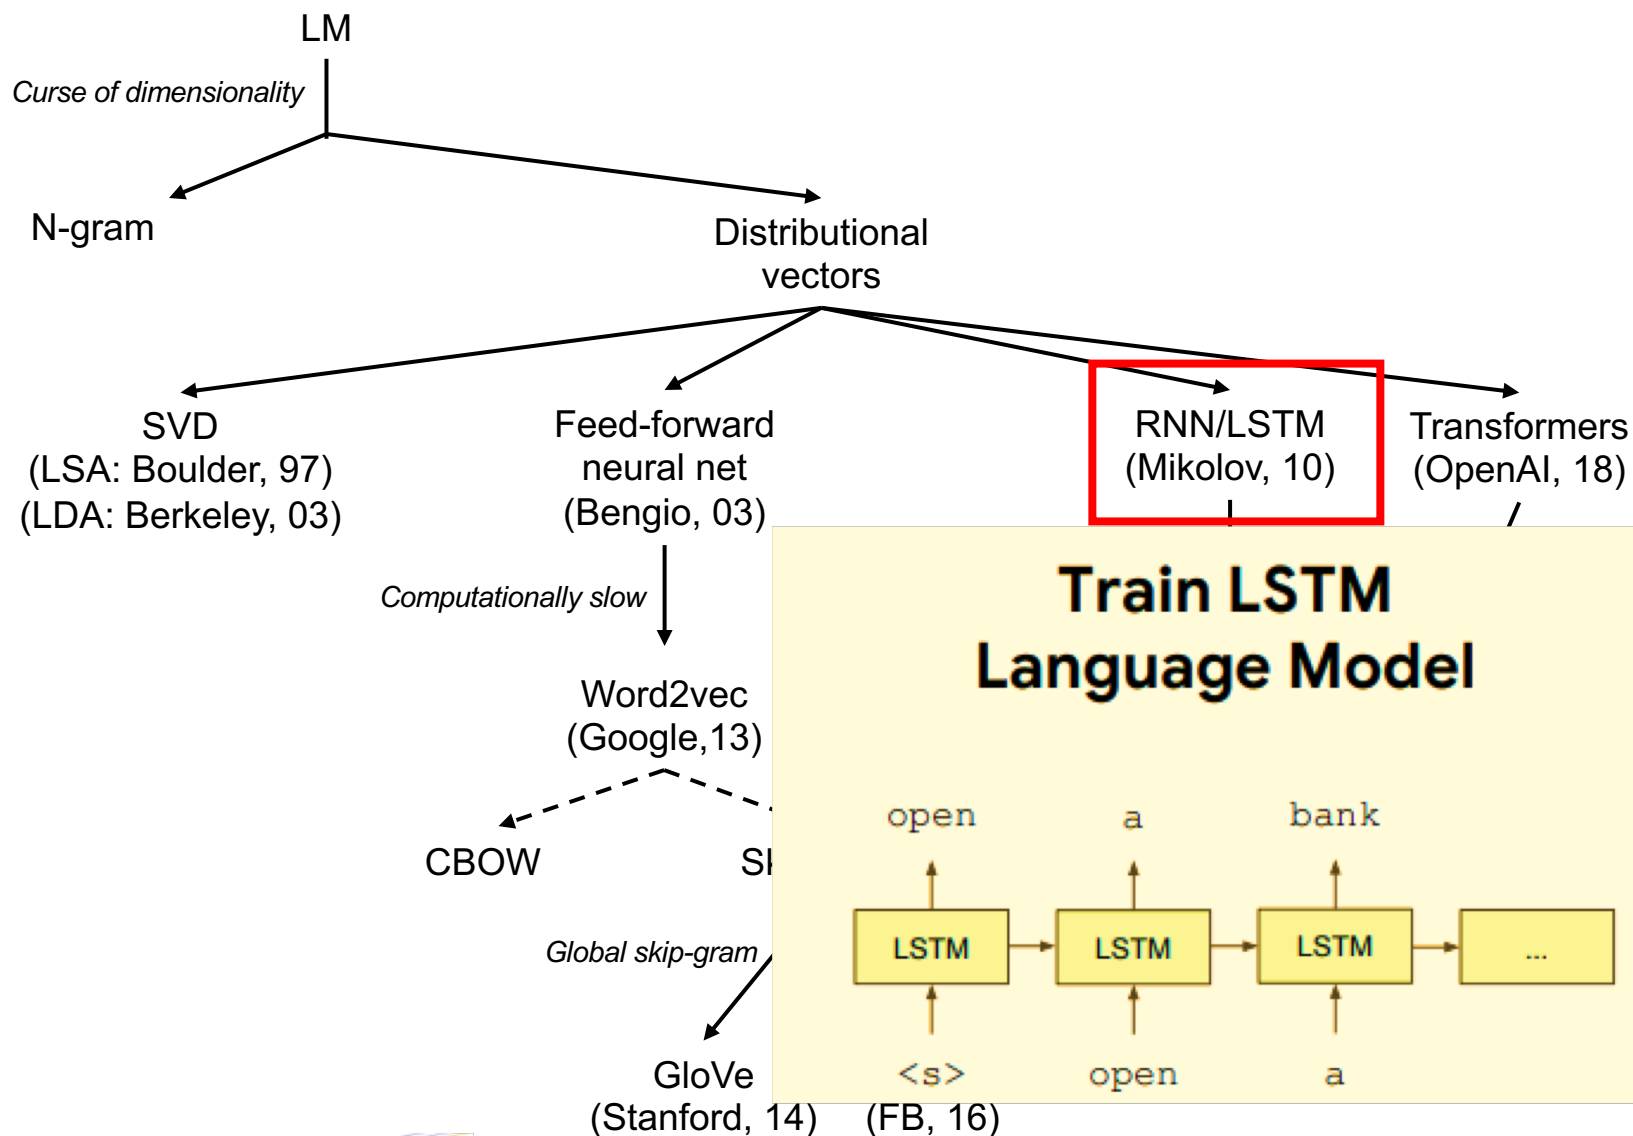 LM
Curse of dimensionality
N-gram
Distributional
vectors
SVD
(LSA: Boulder, 97)
(LDA: Berkeley, 03)
Feed-forward
neural net
(Bengio, 03)
RNN/LSTM
(Mikolov, 10)
Transformers
(OpenAI, 18)
Computationally slow
Word2vec
(Google,13)
CBOW
Global skip-gram
GloVe
(Stanford, 14)
(FB, 16)
Train LSTM
Language Model
open a bank
LSTM LSTM LSTM ...
<s> open a